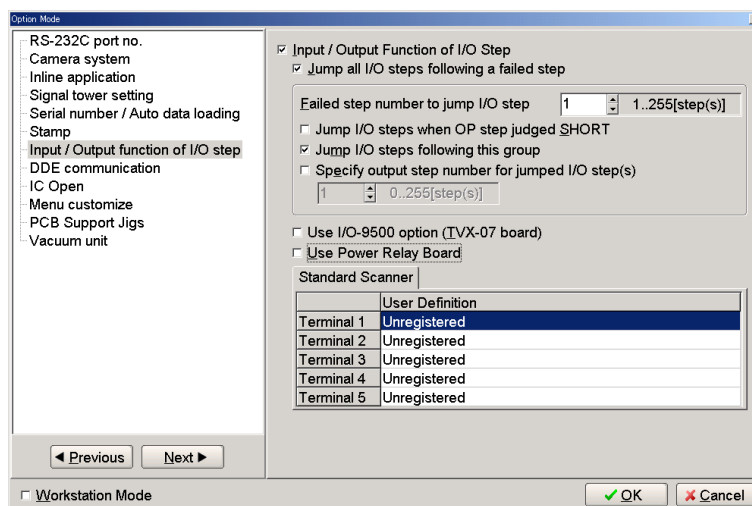 Option Mode
RS-232C port no.
Camera system
Inline application
Signal tower setting
Serial number / Auto data loading
Stamp
Input / Output function of I/O step
DDE communication
IC Open
Menu customize
PCB Support Jigs
Vacuum unit
◄ Previous
Next ►
Workstation Mode
Input / Output Function of I/O Step
Jump all I/O steps following a failed step
Failed step number to jump I/O step 1 1..255[step(s)]
Jump I/O steps when OP step judged SHORT
Jump I/O steps following this group
Specify output step number for jumped I/O step(s)
1 0..255[step(s)]
Use I/O-9500 option (TVX-07 board)
Use Power Relay Board
Standard Scanner
User Definition
Terminal 1 Unregistered
Terminal 2 Unregistered
Terminal 3 Unregistered
Terminal 4 Unregistered
Terminal 5 Unregistered
OK
Cancel